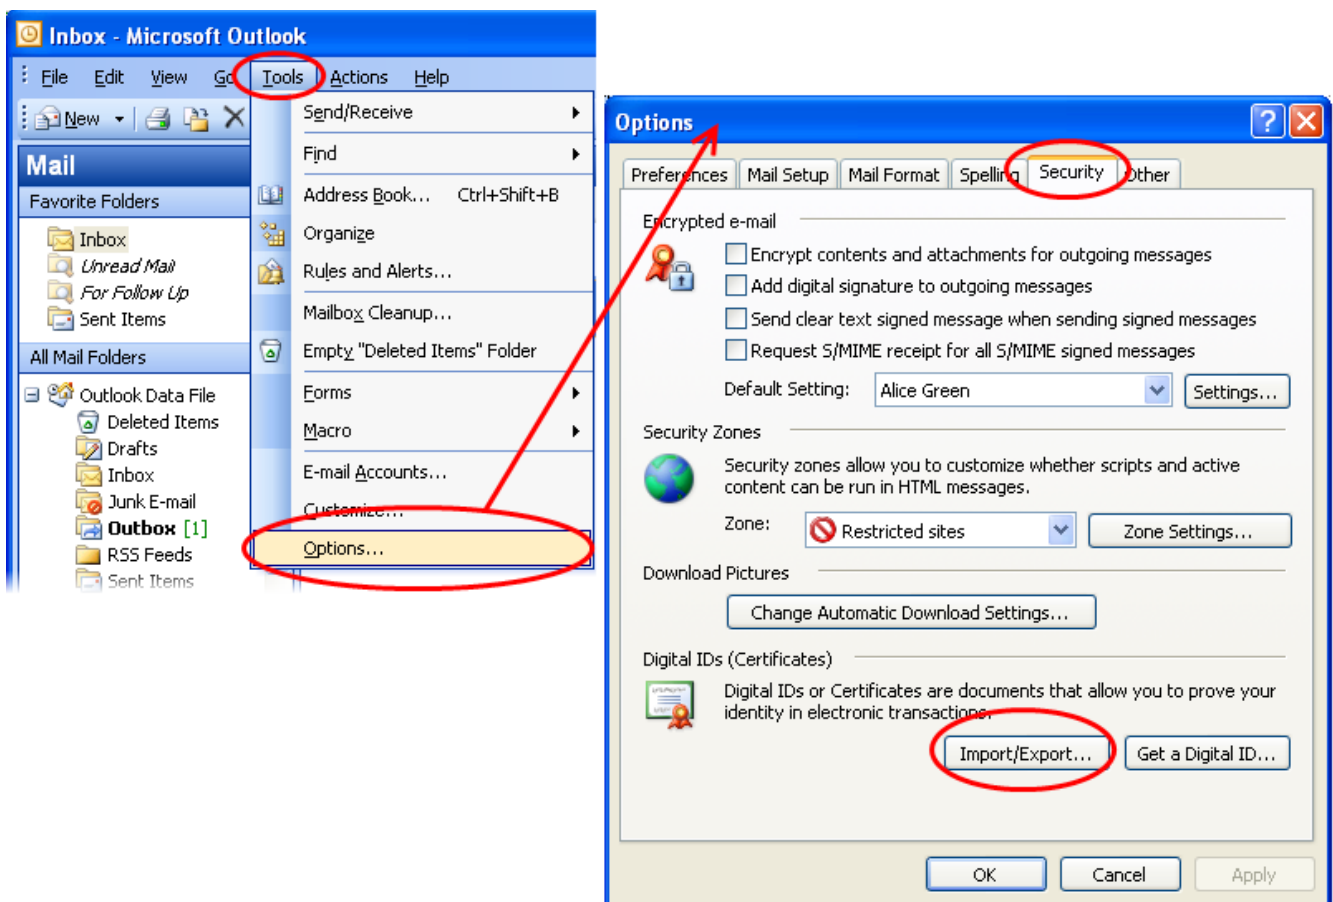 Inbox - Microsoft Outlook
File Edit View Go Tools Actions Help
New
Mail
Favorite Folders
Inbox
Unread Mail
For Follow Up
Sent Items
All Mail Folders
Outlook Data File
Deleted Items
Drafts
Inbox
Junk E-mail
Outbox [1]
RSS Feeds
Sent Items
Send/Receive
Find
Address Book... Ctrl+Shift+B
Organize
Rules and Alerts...
Mailbox Cleanup...
Empty "Deleted Items" Folder
Forms
Macro
E-mail Accounts...
Customize...
Options...
Options
Preferences Mail Setup Mail Format Spelling Security Other
Encrypted e-mail
Encrypt contents and attachments for outgoing messages
Add digital signature to outgoing messages
Send clear text signed message when sending signed messages
Request S/MIME receipt for all S/MIME signed messages
Default Setting: Alice Green Settings...
Security Zones
Security zones allow you to customize whether scripts and active
content can be run in HTML messages.
Zone: Restricted sites Zone Settings...
Download Pictures
Change Automatic Download Settings...
Digital IDs (Certificates)
Digital IDs or Certificates are documents that allow you to prove your
identity in electronic transactions.
Import/Export... Get a Digital ID...
OK Cancel Apply